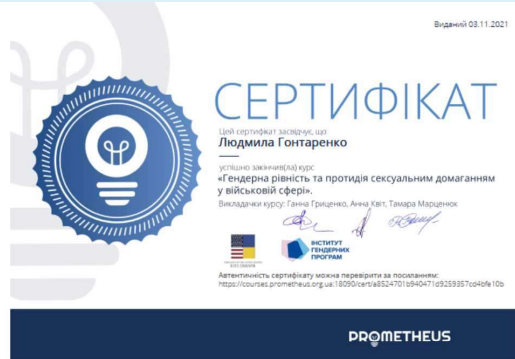 Виданий 03.11.2021
СЕРТИФІКАТ
Цей сертифікат засвідчує, що
Людмила Гонтаренко
успішно закінчив(ла) курс
«Гендерна рівність та протидія сексуальним домаганням
у військовій сфері».
Викладачки курсу: Ганна Гриценко, Анна Квіт, Тамара Марценюк
ІНСТИТУТ
ГЕНДЕРНИХ
ПРОГРАМ
Автентичність сертифікату можна перевірити за посиланням:
https://courses.prometheus.org.ua:18090/cert/a8524701b940471d9259357cd4bfe10b
PROMETHEUS